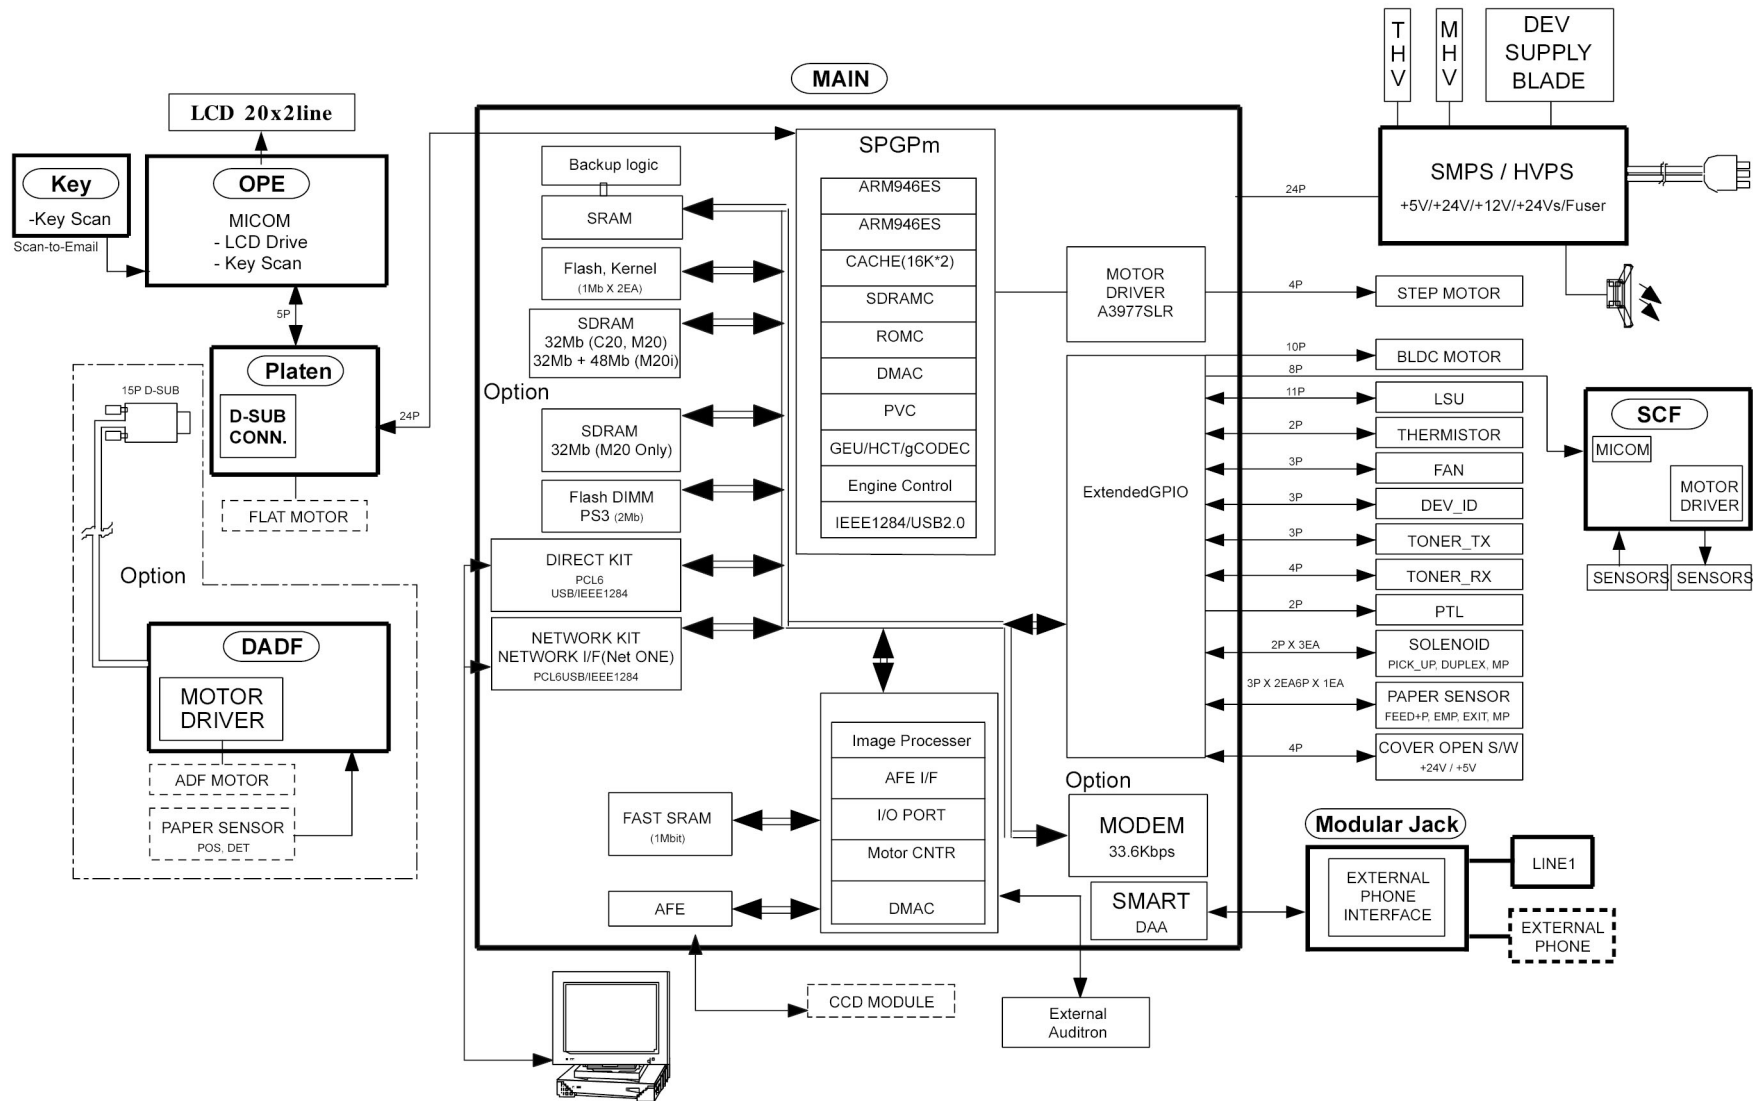 MAIN
LCD 20x2line
Key
-Key Scan
Scan-to-Email
OPE
MICOM
- LCD Drive
- Key Scan
5P
Platen
D-SUB
CONN.
24P
FLAT MOTOR
15P D-SUB
Option
DADF
MOTOR
DRIVER
ADF MOTOR
PAPER SENSOR
POS, DET
Backup logic
SRAM
Flash, Kernel
(1Mb X 2EA)
SDRAM
32Mb (C20, M20)
32Mb + 48Mb (M20i)
Option
SDRAM
32Mb (M20 Only)
Flash DIMM
PS3 (2Mb)
DIRECT KIT
PCL6
USB/IEEE1284
NETWORK KIT
NETWORK I/F(Net ONE)
PCL6USB/IEEE1284
FAST SRAM
(1Mbit)
AFE
SPGPm
ARM946ES
ARM946ES
CACHE(16K*2)
SDRAMC
ROMC
DMAC
PVC
GEU/HCT/gCODEC
Engine Control
IEEE1284/USB2.0
Image Processer
AFE I/F
I/O PORT
Motor CNTR
DMAC
MOTOR
DRIVER
A3977SLR
ExtendedGPIO
Option
MODEM
33.6Kbps
SMART
DAA
CCD MODULE
External
Auditron
THV
MHV
DEV
SUPPLY
BLADE
SMPS / HVPS
+5V/+24V/+12V/+24Vs/Fuser
24P
4P
STEP MOTOR
10P
BLDC MOTOR
8P
11P
LSU
2P
THERMISTOR
3P
FAN
3P
DEV_ID
3P
TONER_TX
4P
TONER_RX
2P
PTL
2P X 3EA
SOLENOID
PICK_UP, DUPLEX, MP
3P X 2EA6P X 1EA
PAPER SENSOR
FEED+P, EMP, EXIT, MP
4P
COVER OPEN S/W
+24V / +5V
SCF
MICOM
MOTOR
DRIVER
SENSORS
SENSORS
Modular Jack
EXTERNAL
PHONE
INTERFACE
LINE1
EXTERNAL
PHONE